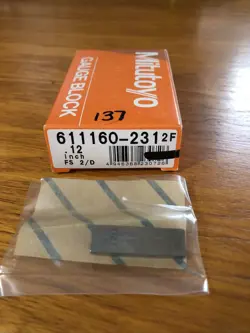 Mitutoyo
GAUGE BLOCK
137
611160-231 2F
.12
inch
FS 2/D